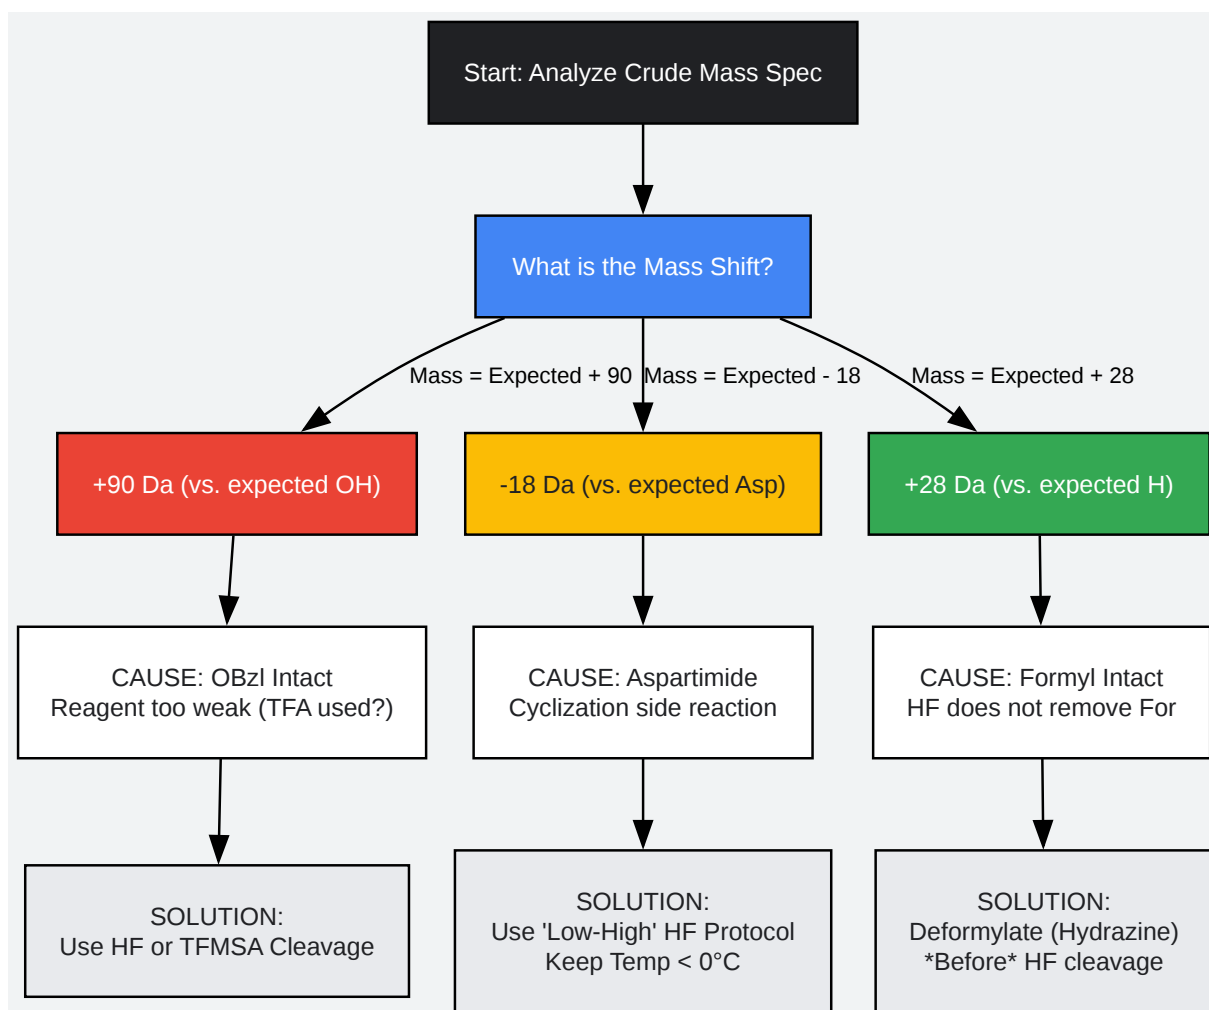 Start: Analyze Crude Mass Spec
What is the Mass Shift?
Mass = Expected + 90
Mass = Expected - 18
Mass = Expected + 28
+90 Da (vs. expected OH)
-18 Da (vs. expected Asp)
+28 Da (vs. expected H)
CAUSE: OBzl Intact
Reagent too weak (TFA used?)
CAUSE: Aspartimide
Cyclization side reaction
CAUSE: Formyl Intact
HF does not remove For
SOLUTION:
Use HF or TFMSA Cleavage
SOLUTION:
Use 'Low-High' HF Protocol
Keep Temp < 0°C
SOLUTION:
Deformylate (Hydrazine)
*Before* HF cleavage